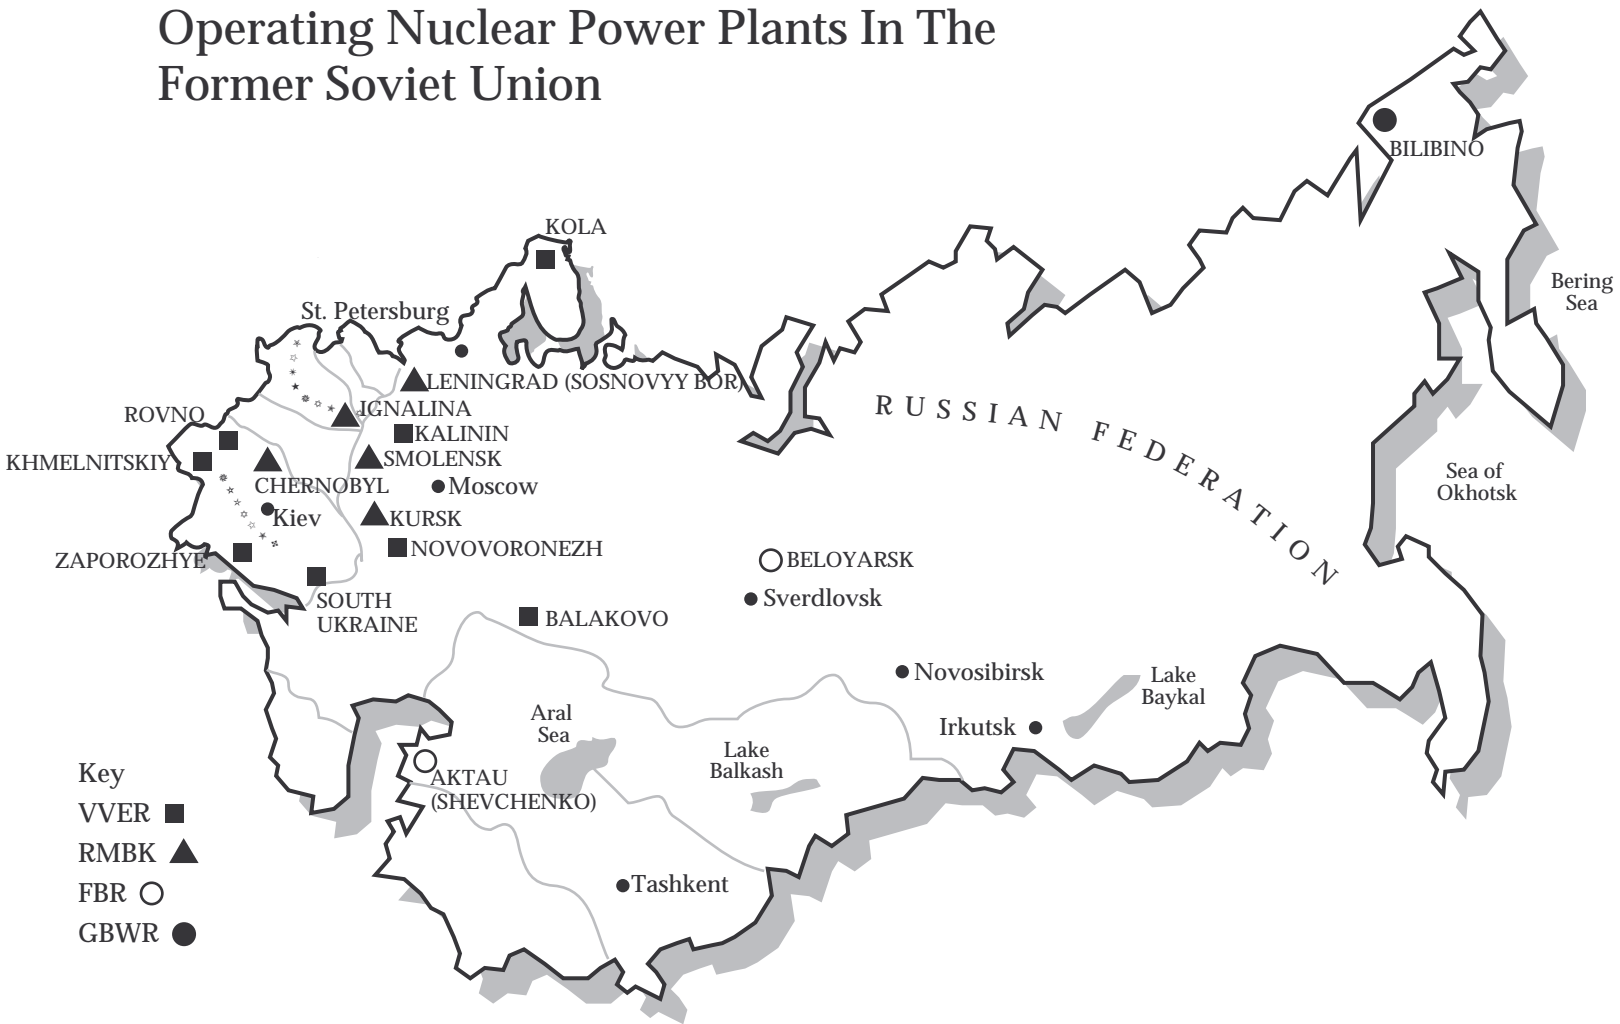 Operating Nuclear Power Plants In The
Former Soviet Union
BILIBINO
KOLA
Bering
Sea
St. Petersburg
LENINGRAD (SOSNOVYY BOR)
RUSSIAN FEDERATION
ROVNO
IGNALINA
KALININ
KHMELNITSKIY
SMOLENSK
Sea of
Okhotsk
CHERNOBYL
Moscow
Kiev
KURSK
ZAPOROZHYE
NOVOVORONEZH
BELOYARSK
Sverdlovsk
SOUTH
UKRAINE
BALAKOVO
Novosibirsk
Lake
Baykal
Aral
Sea
Irkutsk
Lake
Balkash
AKTAU
(SHEVCHENKO)
Key
VVER
RMBK
FBR
GBWR
Tashkent